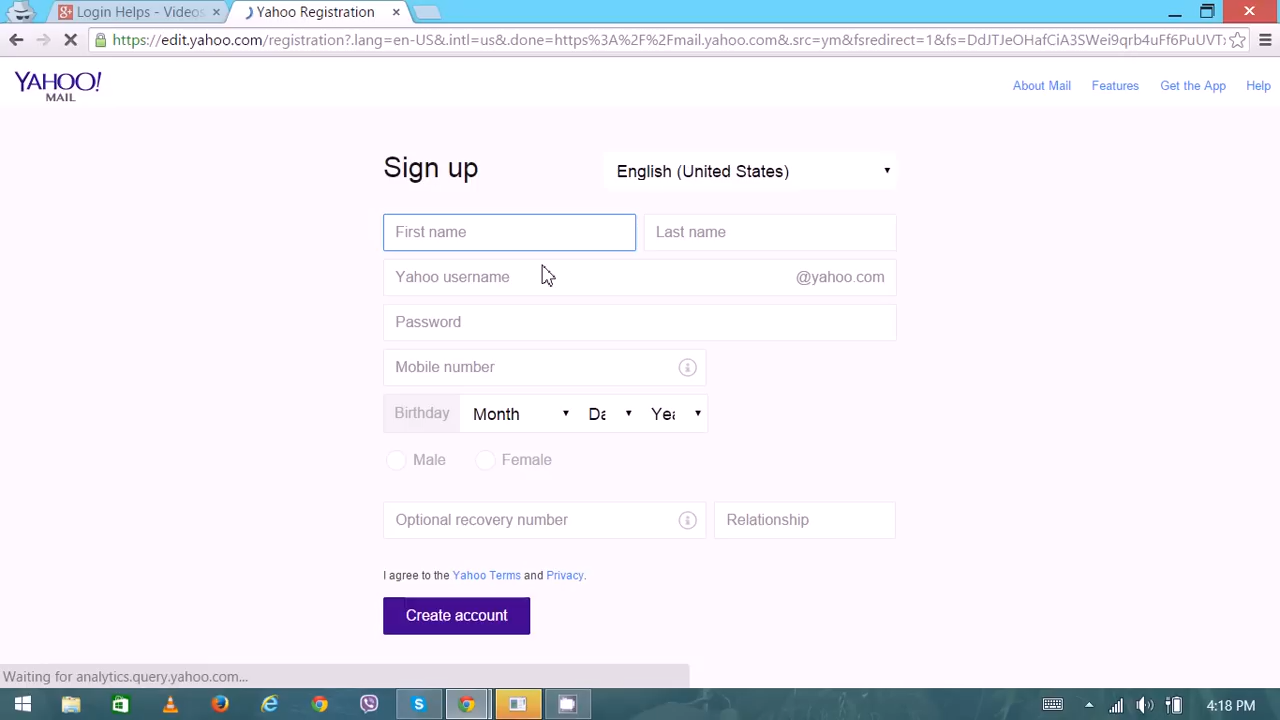 Login Helps - Videos
Yahoo Registration
https://edit.yahoo.com/registration?.lang=en-US&.intl=us&.done=https%3A%2F%2Fmail.yahoo.com&.src=ym&fsredirect=1&fs=DdJTJeOHafCiA3SWei9qrb4uFf6PuUVTx
YAHOO!
MAIL
About Mail
Features
Get the App
Help
Sign up
English (United States)
First name
Last name
Yahoo username
@yahoo.com
Password
Mobile number
Birthday
Month
Da
Yea
Male
Female
Optional recovery number
Relationship
I agree to the Yahoo Terms and Privacy.
Create account
Waiting for analytics.query.yahoo.com...
4:18 PM